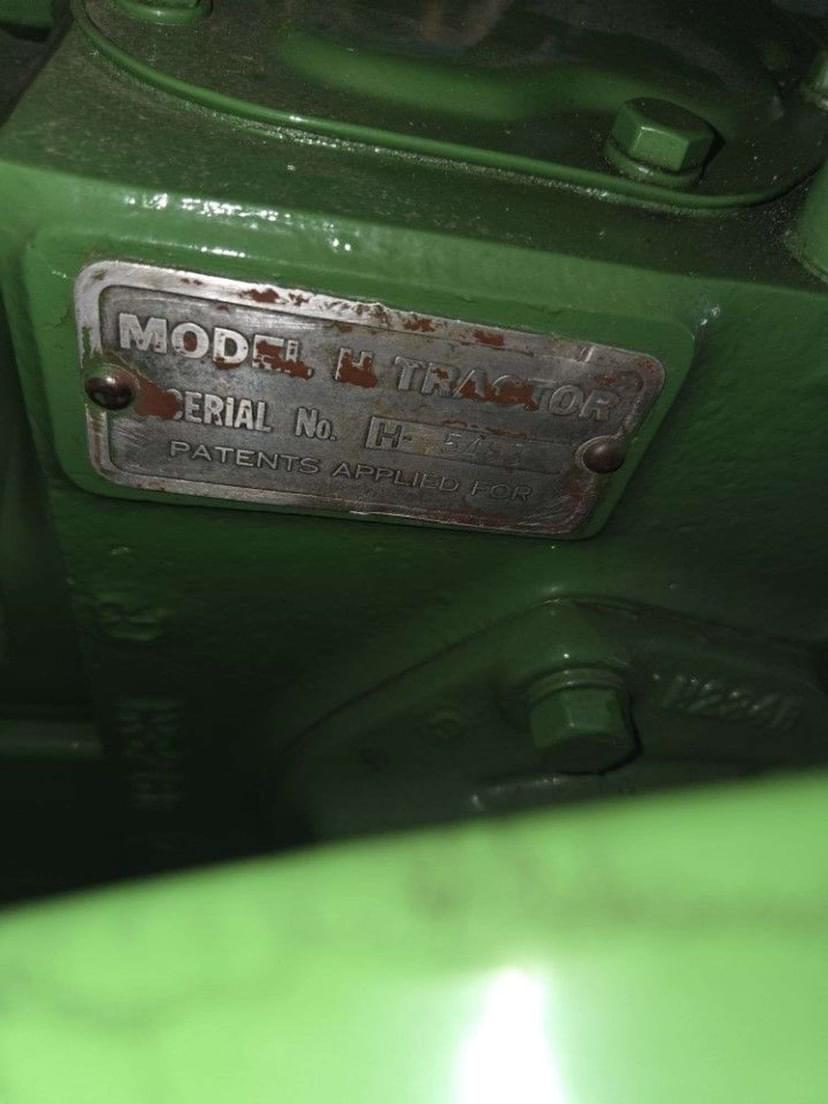 MODEL H TRACTOR
SERIAL No. H-
PATENTS APPLIED FOR